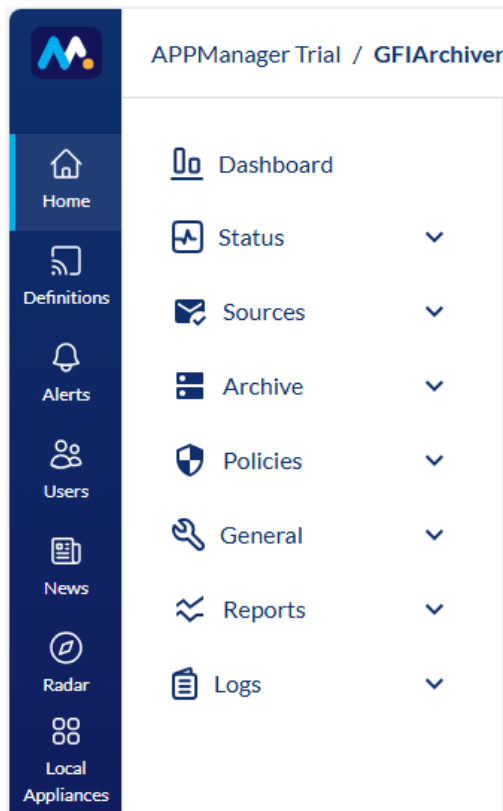 APPManager Trial / GFIArchiver
Home
Definitions
Alerts
Users
News
Radar
Local
Appliances
Dashboard
Status
Sources
Archive
Policies
General
Reports
Logs